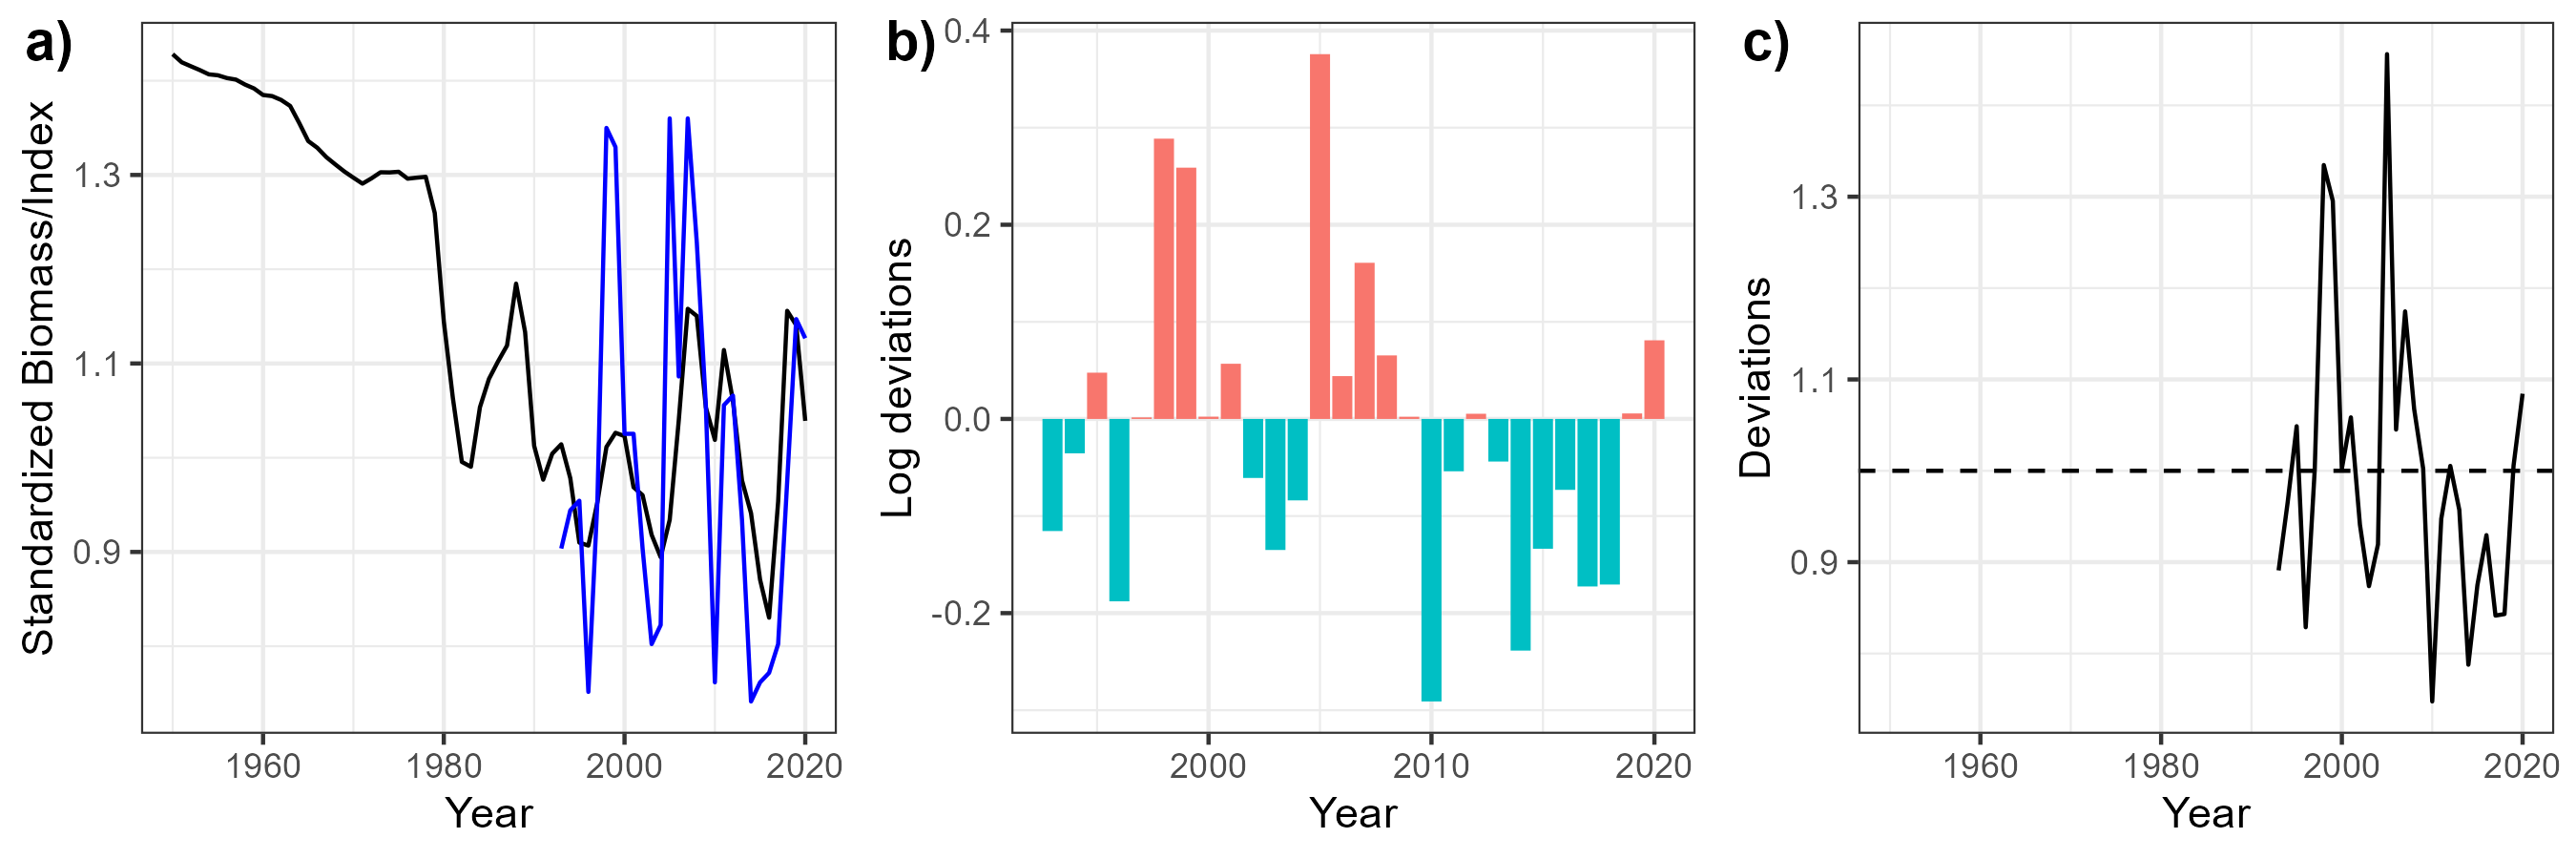 a)
Standardized Biomass/Index
1.3
1.1
0.9
1960 1980 2000 2020
Year
b)
Log deviations
0.4
0.2
0.0
-0.2
2000 2010 2020
Year
c)
Deviations
1.3
1.1
0.9
1960 1980 2000 2020
Year